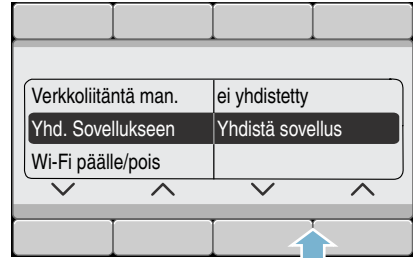 Verkkoliitäntä man. ei yhdistetty
Yhd. Sovellukseen Yhdistä sovellus
Wi-Fi päälle/pois